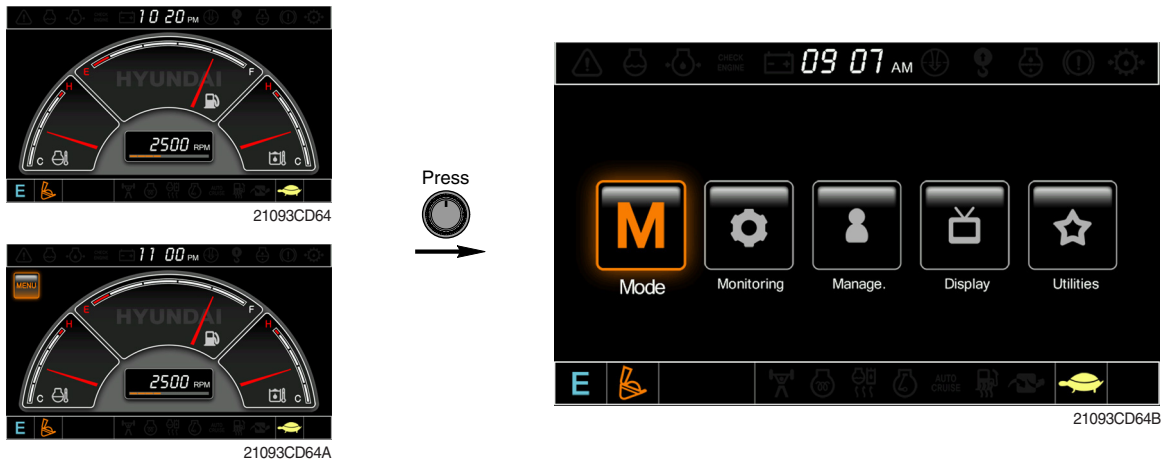 10 20 PM
HYUNDAI
E
F
H
H
2500 RPM
C
C
E
21093CD64
11 00 PM
MENU
HYUNDAI
E
F
H
H
2500 RPM
C
C
E
21093CD64A
Press
CHECK ENGINE
09 07 AM
M
Mode
Monitoring
Manage.
Display
Utilities
E
AUTO CRUISE
21093CD64B